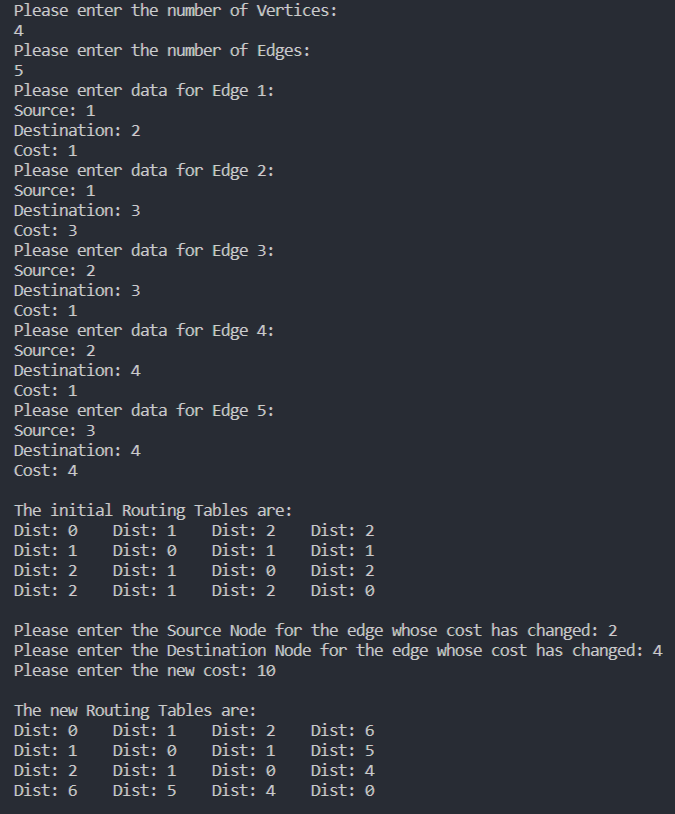 Please enter the number of Vertices:
4
Please enter the number of Edges:
5
Please enter data for Edge 1:
Source: 1
Destination: 2
Cost: 1
Please enter data for Edge 2:
Source: 1
Destination: 3
Cost: 3
Please enter data for Edge 3:
Source: 2
Destination: 3
Cost: 1
Please enter data for Edge 4:
Source: 2
Destination: 4
Cost: 1
Please enter data for Edge 5:
Source: 3
Destination: 4
Cost: 4

The initial Routing Tables are:
Dist: 0    Dist: 1    Dist: 2    Dist: 2
Dist: 1    Dist: 0    Dist: 1    Dist: 1
Dist: 2    Dist: 1    Dist: 0    Dist: 2
Dist: 2    Dist: 1    Dist: 2    Dist: 0

Please enter the Source Node for the edge whose cost has changed: 2
Please enter the Destination Node for the edge whose cost has changed: 4
Please enter the new cost: 10

The new Routing Tables are:
Dist: 0    Dist: 1    Dist: 2    Dist: 6
Dist: 1    Dist: 0    Dist: 1    Dist: 5
Dist: 2    Dist: 1    Dist: 0    Dist: 4
Dist: 6    Dist: 5    Dist: 4    Dist: 0